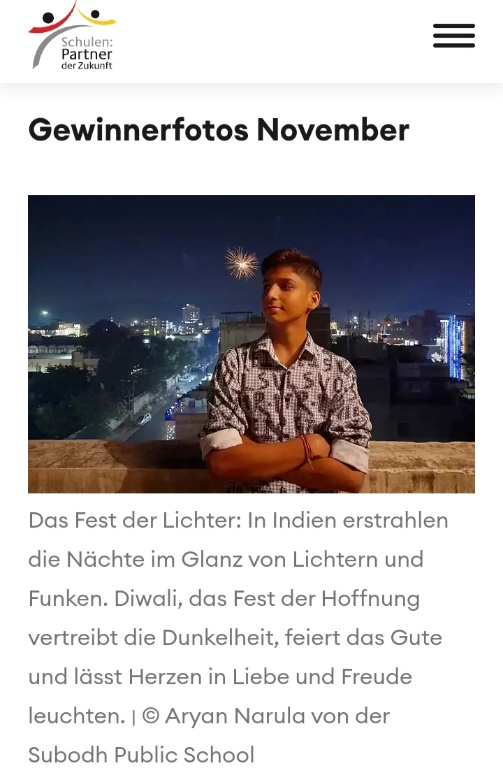 Schulen:
Partner
der Zukunft
Gewinnerfotos November
Das Fest der Lichter: In Indien erstrahlen
die Nächte im Glanz von Lichtern und
Funken. Diwali, das Fest der Hoffnung
vertreibt die Dunkelheit, feiert das Gute
und lässt Herzen in Liebe und Freude
leuchten. | © Aryan Narula von der
Subodh Public School